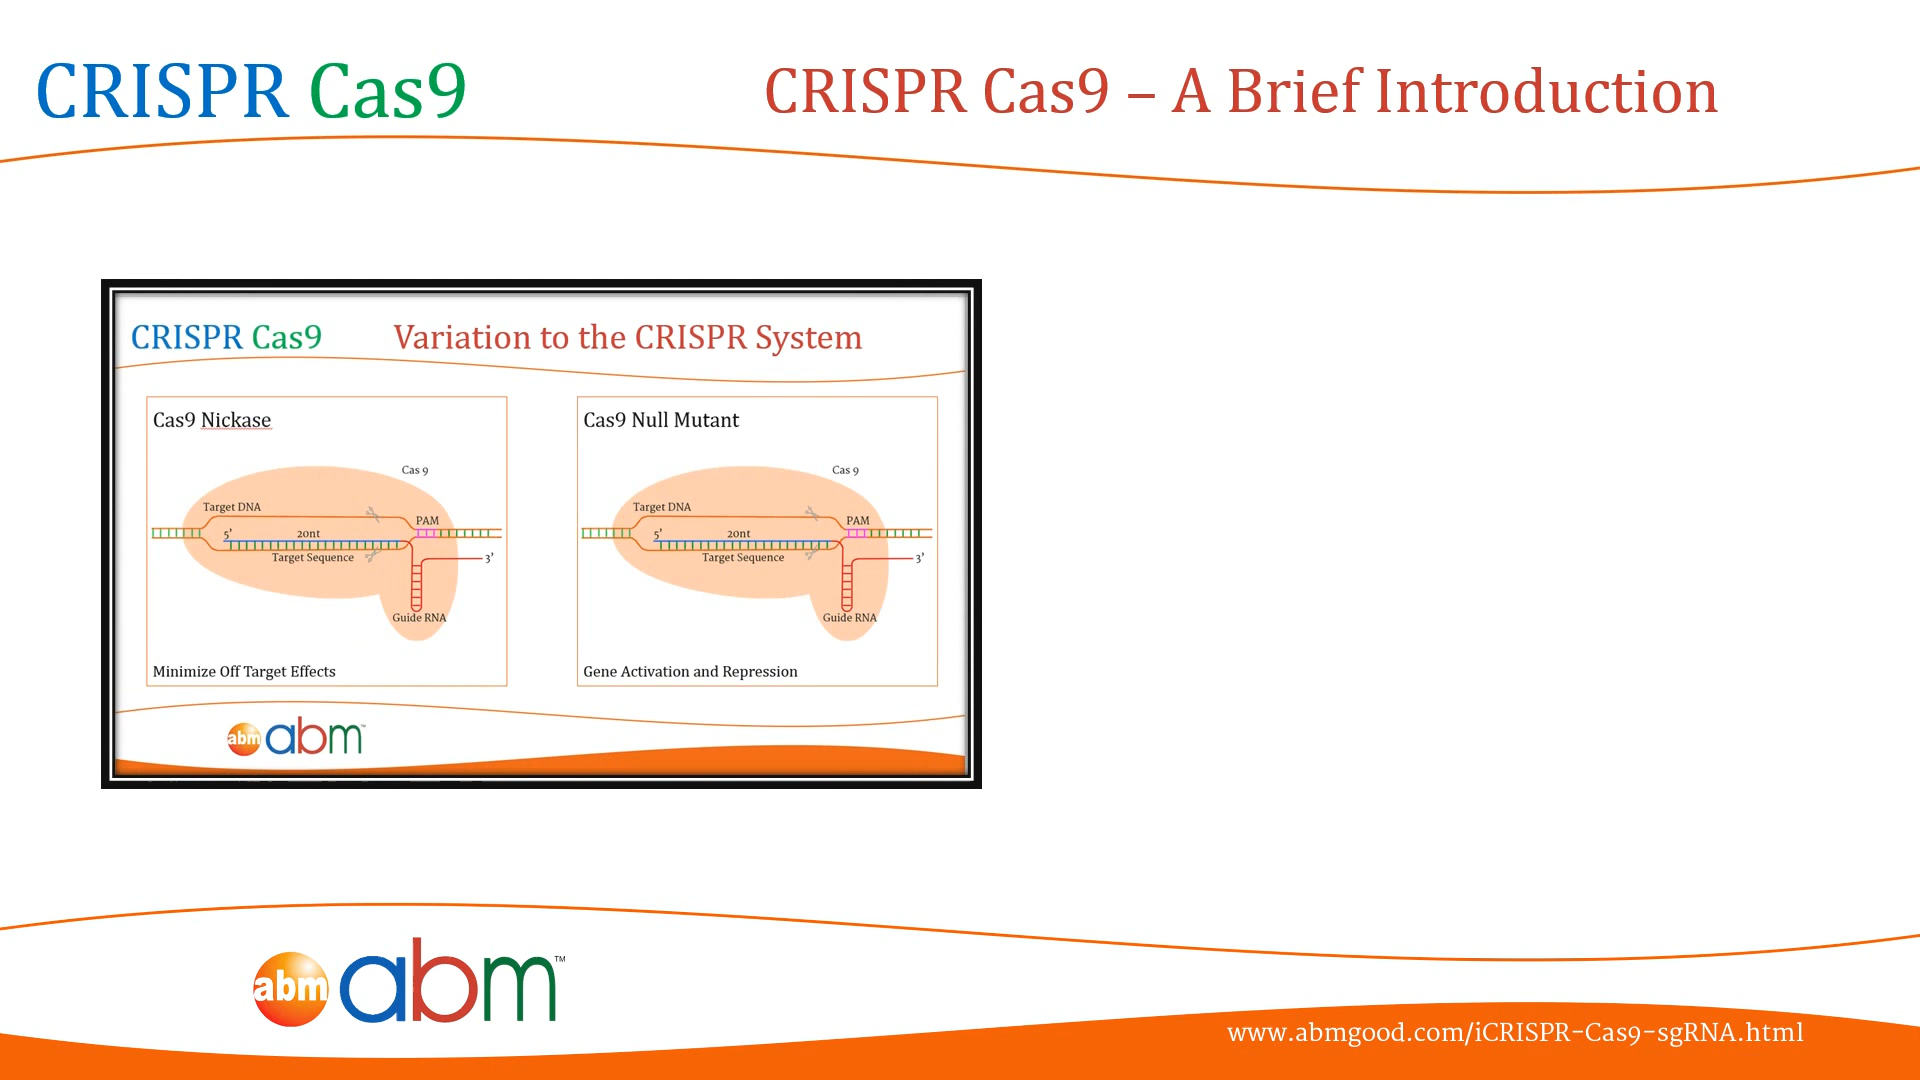 CRISPR Cas9
CRISPR Cas9 – A Brief Introduction
CRISPR Cas9
Variation to the CRISPR System
Cas9 Nickase
Cas 9
Target DNA
PAM
5’
20nt
Target Sequence
3’
Guide RNA
Minimize Off Target Effects
Cas9 Null Mutant
Cas 9
Target DNA
PAM
5’
20nt
Target Sequence
3’
Guide RNA
Gene Activation and Repression
abm abm™
abm abm™
www.abmgood.com/iCRISPR-Cas9-sgRNA.html